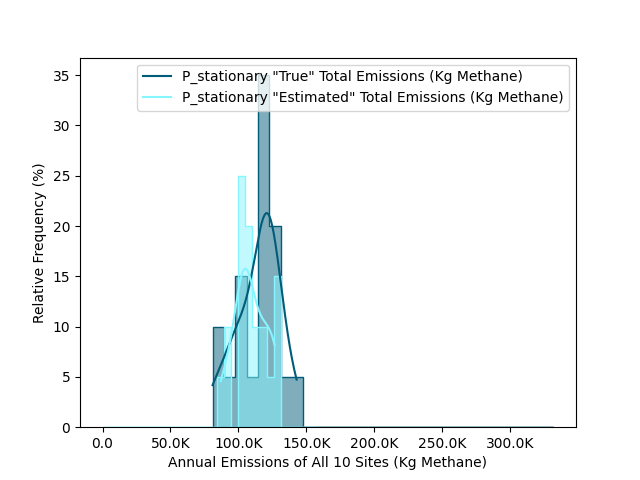 P_stationary "True" Total Emissions (Kg Methane)
P_stationary "Estimated" Total Emissions (Kg Methane)
35
30
25
20
15
10
5
0
Relative Frequency (%)
0.0 50.0K 100.0K 150.0K 200.0K 250.0K 300.0K
Annual Emissions of All 10 Sites (Kg Methane)